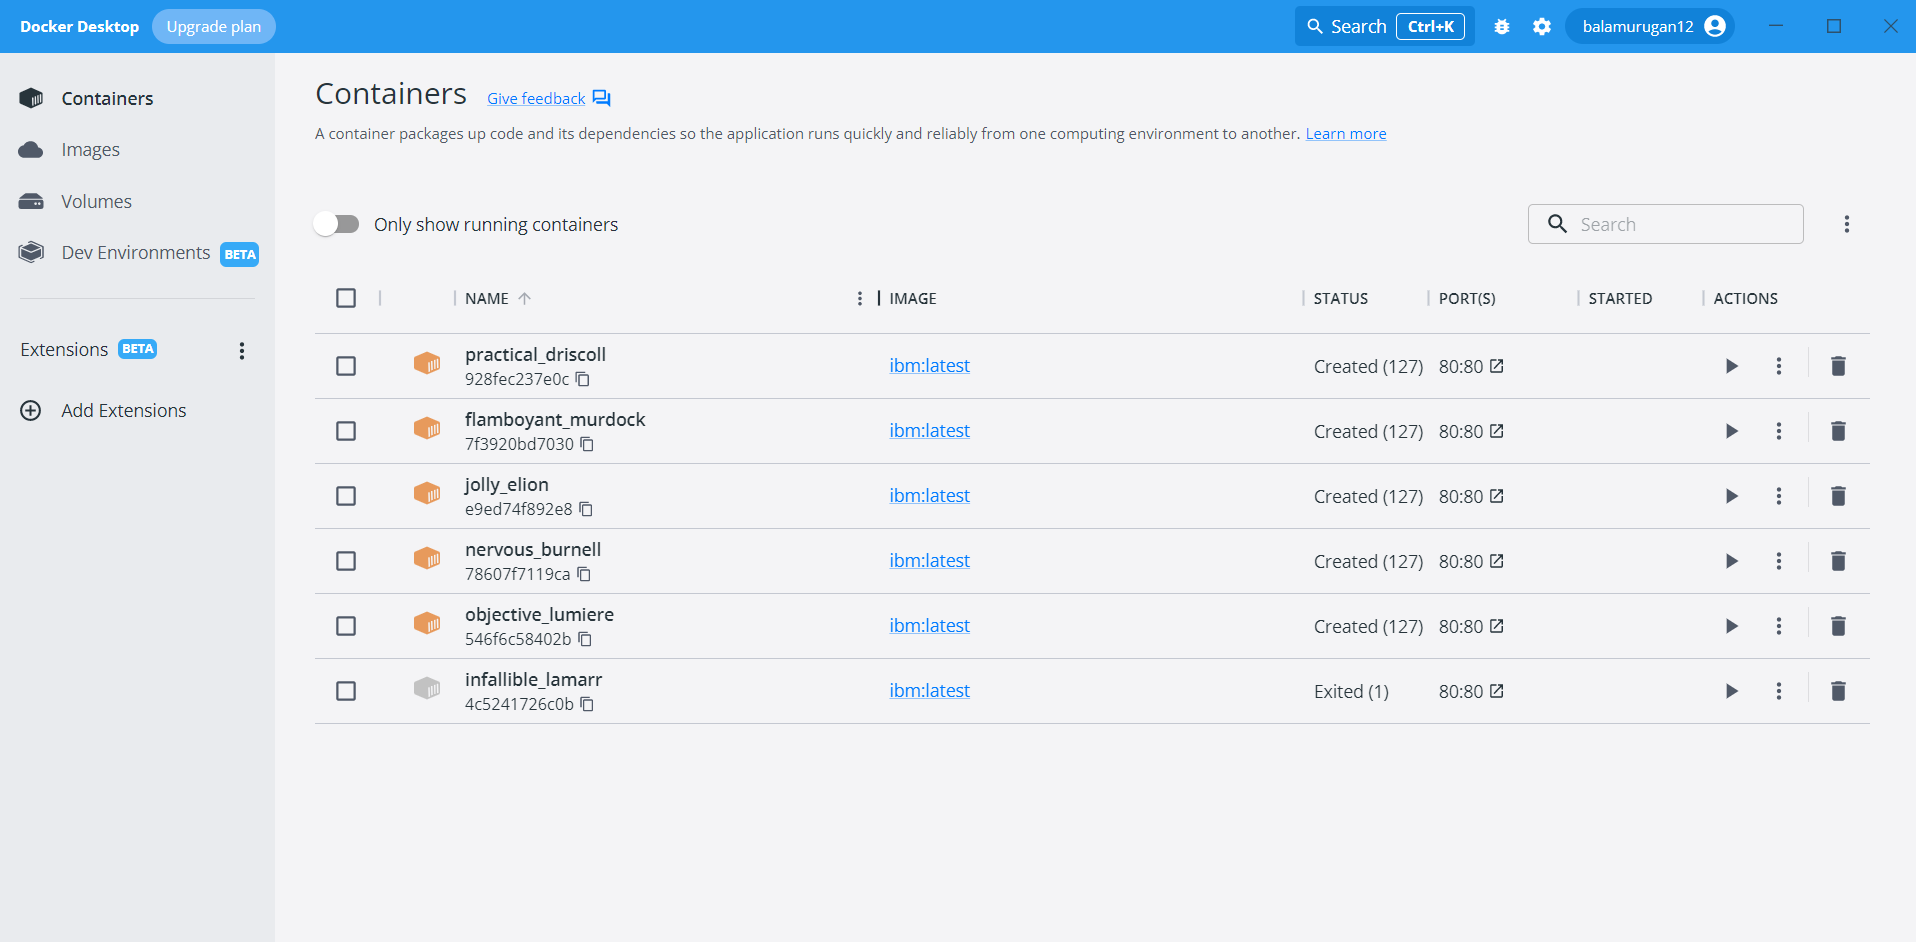 Docker Desktop Upgrade plan Search Ctrl+K balamurugan12
Containers
Images
Volumes
Dev Environments BETA
Extensions BETA
Add Extensions
Containers Give feedback
A container packages up code and its dependencies so the application runs quickly and reliably from one computing environment to another. Learn more
Only show running containers Search
NAME IMAGE STATUS PORT(S) STARTED ACTIONS
practical_driscoll
928fec237e0c ibm:latest Created (127) 80:80
flamboyant_murdock
7f3920bd7030 ibm:latest Created (127) 80:80
jolly_elion
e9ed74f892e8 ibm:latest Created (127) 80:80
nervous_burnell
78607f7119ca ibm:latest Created (127) 80:80
objective_lumiere
546f6c58402b ibm:latest Created (127) 80:80
infallible_lamarr
4c5241726c0b ibm:latest Exited (1) 80:80